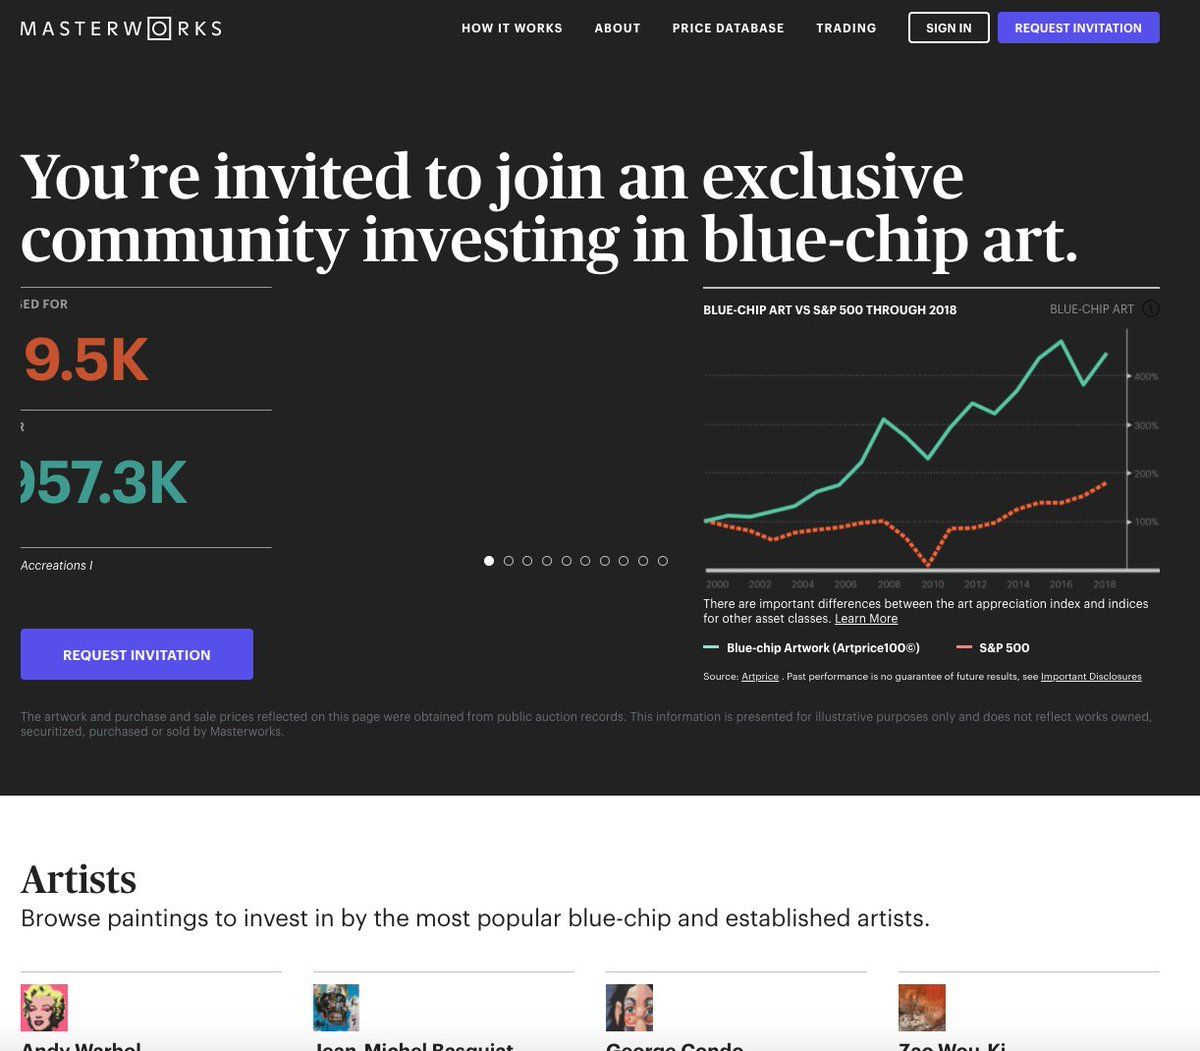 MASTERWORKS
HOW IT WORKS
ABOUT
PRICE DATABASE
TRADING
SIGN IN
REQUEST INVITATION
You’re invited to join an exclusive
community investing in blue-chip art.
ED FOR
9.5K
957.3K
Accreations I
REQUEST INVITATION
BLUE-CHIP ART VS S&P 500 THROUGH 2018
BLUE-CHIP ART
400%
300%
200%
100%
2000 2002 2004 2006 2008 2010 2012 2014 2016 2018
There are important differences between the art appreciation index and indices
for other asset classes. Learn More
Blue-chip Artwork (Artprice100©)
S&P 500
Source: Artprice . Past performance is no guarantee of future results, see Important Disclosures
The artwork and purchase and sale prices reflected on this page were obtained from public auction records. This information is presented for illustrative purposes only and does not reflect works owned,
securitized, purchased or sold by Masterworks.
Artists
Browse paintings to invest in by the most popular blue-chip and established artists.
Andy Warhol
Jean-Michel Basquiat
George Condo
Zao Wou-Ki